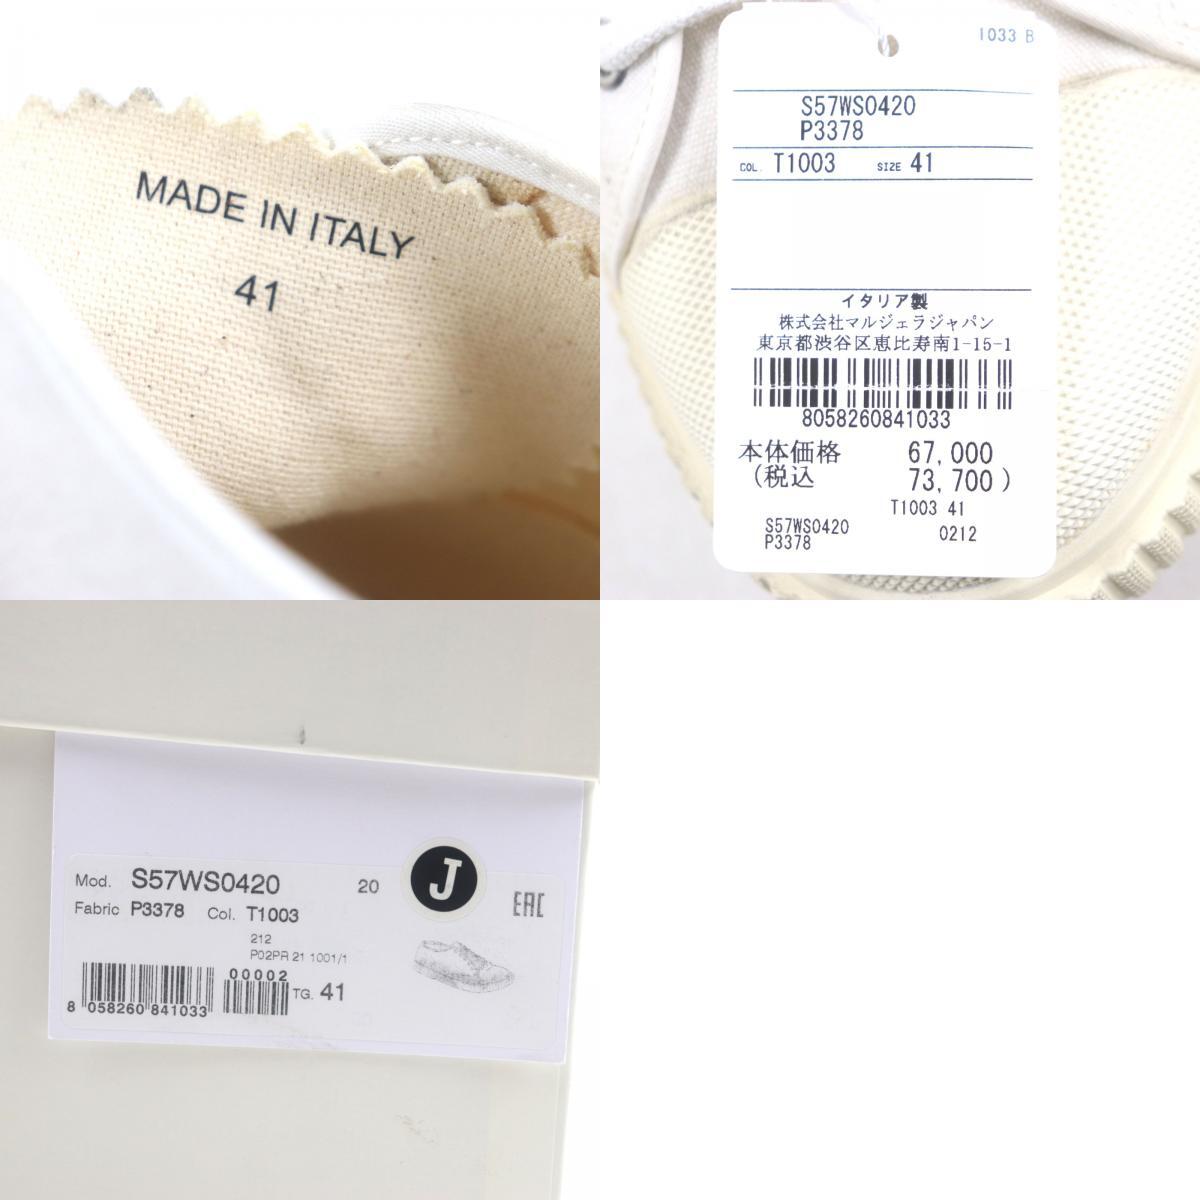 MADE IN ITALY
41
1033 B
S57WS0420
P3378
COL. T1003 SIZE 41
イタリア製
株式会社マルジェラジャパン
東京都渋谷区恵比寿南1-15-1
8058260841033
本体価格 67,000
(税込 73,700)
T1003 41
S57WS0420 0212
P3378
J
Mod. S57WS0420 20
EAC
Fabric P3378 Col. T1003
212
P02PR 21 1001/1
00002
TG. 41
8 058260 841033